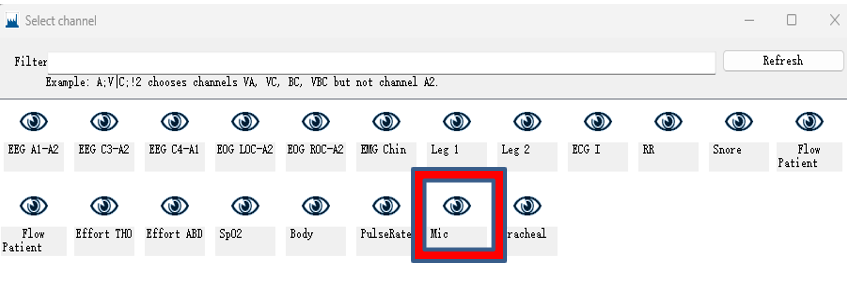 Select channel
Filter
Refresh
Example: A;V|C;!2 chooses channels VA, VC, BC, VBC but not channel A2.
EEG A1-A2 EEG C3-A2 EEG C4-A1 EOG LOC-A2 EOG ROC-A2 EMG Chin Leg 1 Leg 2 ECG I RR Snore Flow Patient
Flow Patient Effort THO Effort ABD SpO2 Body PulseRate Mic racheal